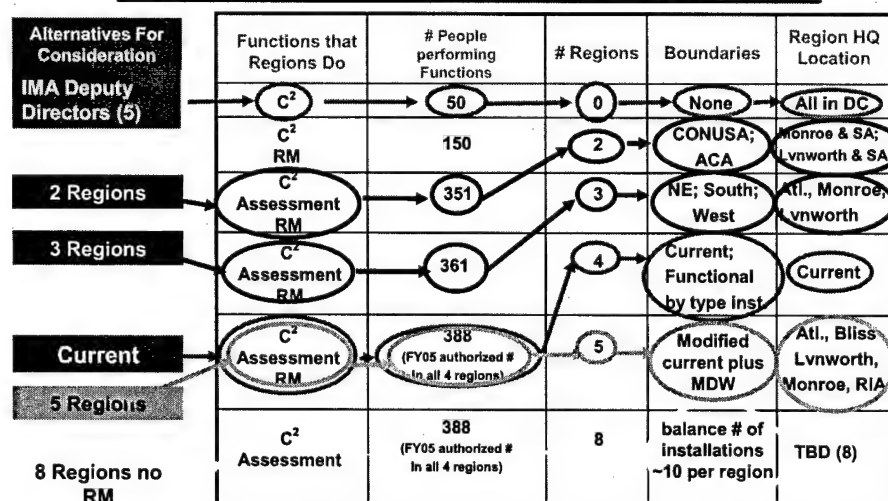 Alternatives For
Consideration
Functions that
Regions Do
# People
performing
Functions
# Regions
Boundaries
Region HQ
Location
IMA Deputy
Directors (5)
C²
50
0
None
All in DC
C²
RM
150
2
CONUSA;
ACA
Monroe & SA;
Lvnworth & SA
2 Regions
C²
Assessment
RM
351
3
NE; South;
West
Atl., Monroe,
Lvnworth
3 Regions
C²
Assessment
RM
361
4
Current;
Functional
by type inst.
Current
Current
5 Regions
C²
Assessment
RM
388
(FY05 authorized #
In all 4 regions)
5
Modified
current plus
MDW
Atl., Bliss
Lvnworth,
Monroe, RIA
8 Regions no
RM
C²
Assessment
388
(FY05 authorized #
In all 4 regions)
8
balance # of
installations
~10 per region
TBD (8)